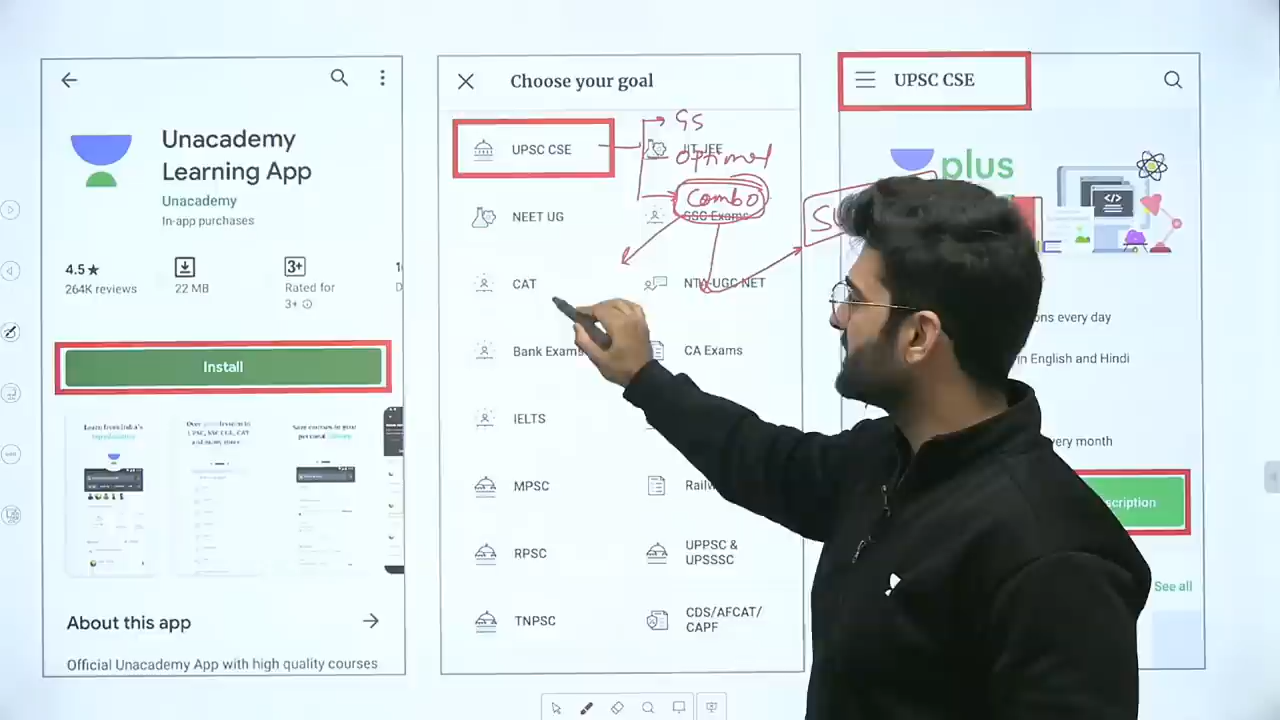 Unacademy
Learning App
Unacademy
In-app purchases
4.5★
264K reviews
22 MB
3+
Rated for
3+
Install
About this app
Official Unacademy App with high quality courses
Choose your goal
UPSC CSE
IIT JEE
NEET UG
SSC Exams
CAT
NTA-UGC NET
Bank Exams
CA Exams
IELTS
MPSC
RPSC
UPPSC &
UPSSSC
TNPSC
CDS/AFCAT/
CAPF
GS
optional
Combo
UPSC CSE
plus
every day
in English and Hindi
every month
See all